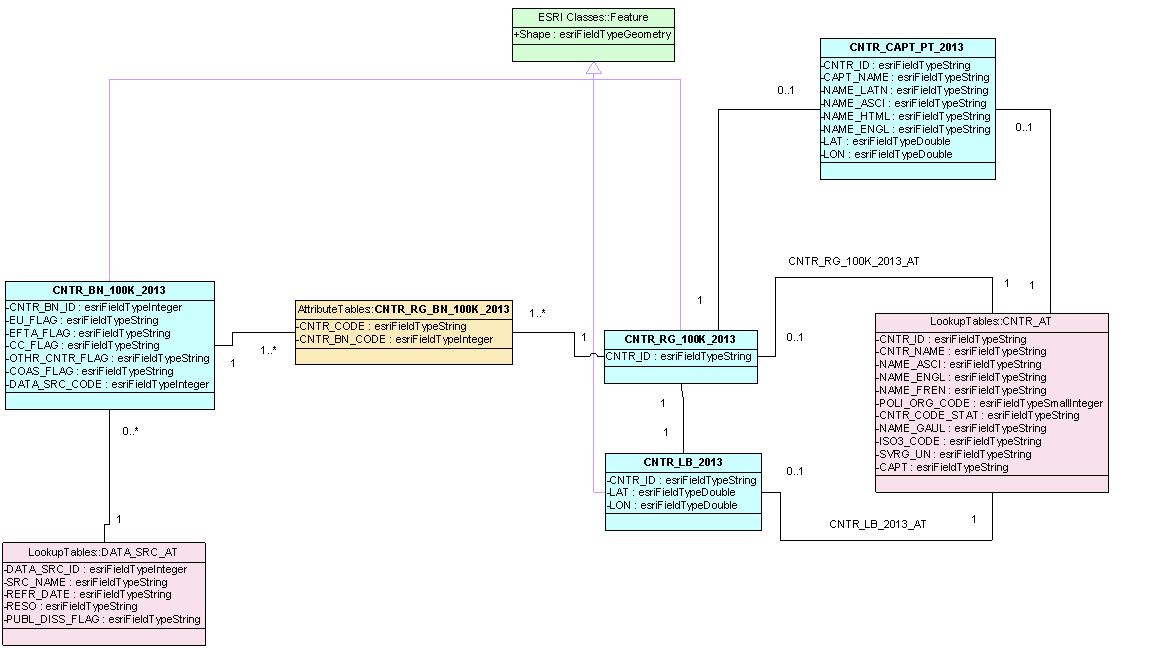 ESRI Classes::Feature
+Shape : esriFieldTypeGeometry
CNTR_CAPT_PT_2013
-CNTR_ID : esriFieldTypeString
-CAPT_NAME : esriFieldTypeString
-NAME_LATN : esriFieldTypeString
-NAME_ASCI : esriFieldTypeString
-NAME_HTML : esriFieldTypeString
-NAME_ENGL : esriFieldTypeString
-LAT : esriFieldTypeDouble
-LON : esriFieldTypeDouble
0..1
0..1
CNTR_RG_100K_2013_AT
1
1
1
CNTR_BN_100K_2013
-CNTR_BN_ID : esriFieldTypeInteger
-EU_FLAG : esriFieldTypeString
-EFTA_FLAG : esriFieldTypeString
-CC_FLAG : esriFieldTypeString
-OTHR_CNTR_FLAG : esriFieldTypeString
-COAS_FLAG : esriFieldTypeString
-DATA_SRC_CODE : esriFieldTypeInteger
1
1..*
AttributeTables::CNTR_RG_BN_100K_2013
-CNTR_CODE : esriFieldTypeString
-CNTR_BN_CODE : esriFieldTypeInteger
1..*
1
CNTR_RG_100K_2013
-CNTR_ID : esriFieldTypeString
0..1
LookupTables::CNTR_AT
-CNTR_ID : esriFieldTypeString
-CNTR_NAME : esriFieldTypeString
-NAME_ASCI : esriFieldTypeString
-NAME_ENGL : esriFieldTypeString
-NAME_FREN : esriFieldTypeString
-POLI_ORG_CODE : esriFieldTypeSmallInteger
-CNTR_CODE_STAT : esriFieldTypeString
-NAME_GAUL : esriFieldTypeString
-ISO3_CODE : esriFieldTypeString
-SVRG_UN : esriFieldTypeString
-CAPT : esriFieldTypeString
1
1
0..*
1
CNTR_LB_2013
-CNTR_ID : esriFieldTypeString
-LAT : esriFieldTypeDouble
-LON : esriFieldTypeDouble
0..1
CNTR_LB_2013_AT
1
LookupTables::DATA_SRC_AT
-DATA_SRC_ID : esriFieldTypeInteger
-SRC_NAME : esriFieldTypeString
-REFR_DATE : esriFieldTypeString
-RESO : esriFieldTypeString
-PUBL_DISS_FLAG : esriFieldTypeString